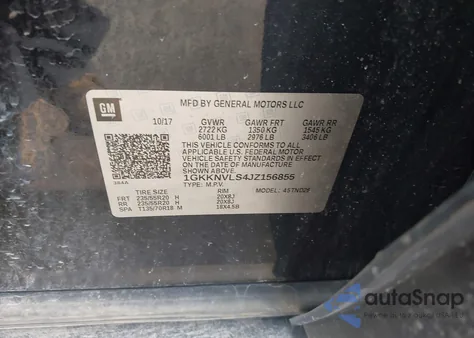 GM
MFD BY GENERAL MOTORS LLC
10/17 GVWR GAWR FRT GAWR RR
2722 KG 1350 KG 1545 KG
6001 LB 2976 LB 3406 LB
THIS VEHICLE CONFORMS TO ALL APPLICABLE
U.S. FEDERAL MOTOR VEHICLE SAFETY STANDARDS IN
EFFECT ON THE DATE OF MANUFACTURE SHOWN ABOVE.
1GKKNVLS4JZ156855
TYPE: M.P.V. MODEL: 4STND2F
TIRE SIZE RIM
FRT 235/55R20 H 20X8J
RR 235/55R20 H 20X8J
SPA T135/70R18 M 18X4.5B
autoSnap